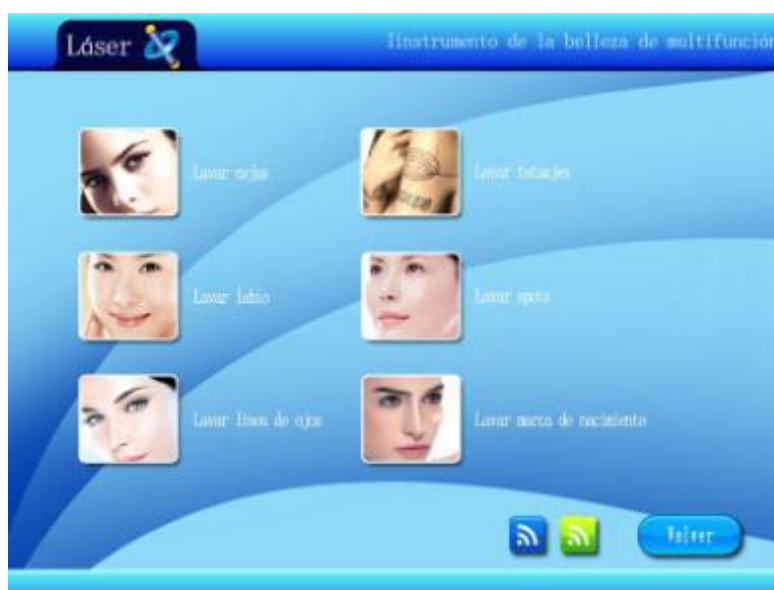 Láser
Iinstrumento de la belleza de multifunción
Lavar cejas
Lavar tatuajes
Lavar labio
Lavar spots
Lavar línea de ojos
Lavar marca de nacimiento
Volver